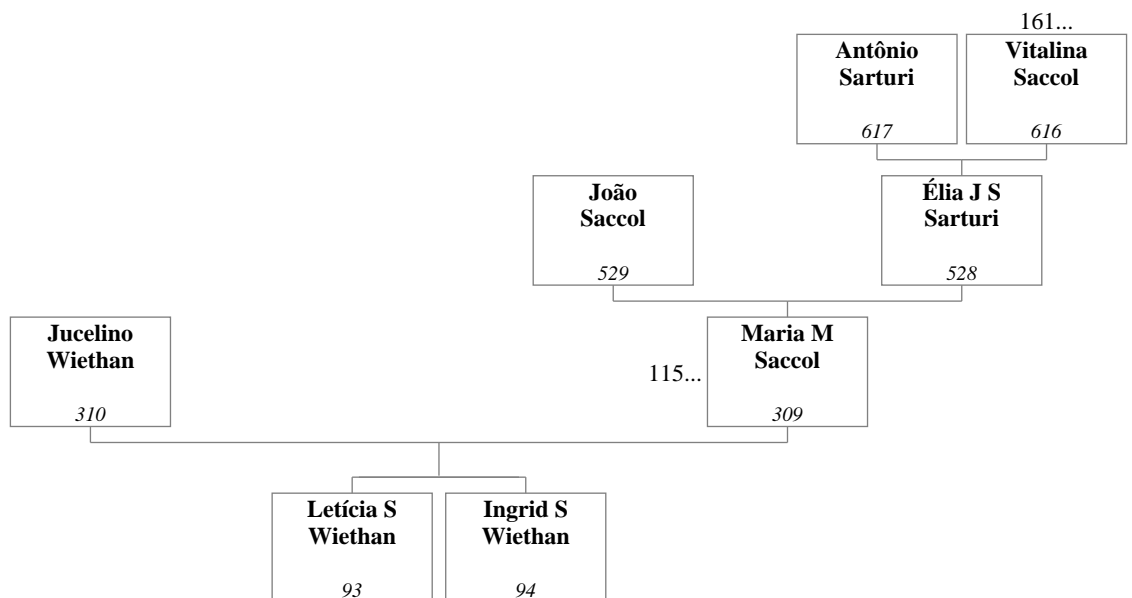 161...
Antônio
Sarturi
617
Vitalina
Saccol
616
João
Saccol
529
Élia J S
Sarturi
528
Jucelino
Wiethan
310
115...
Maria M
Saccol
309
Letícia S
Wiethan
93
Ingrid S
Wiethan
94